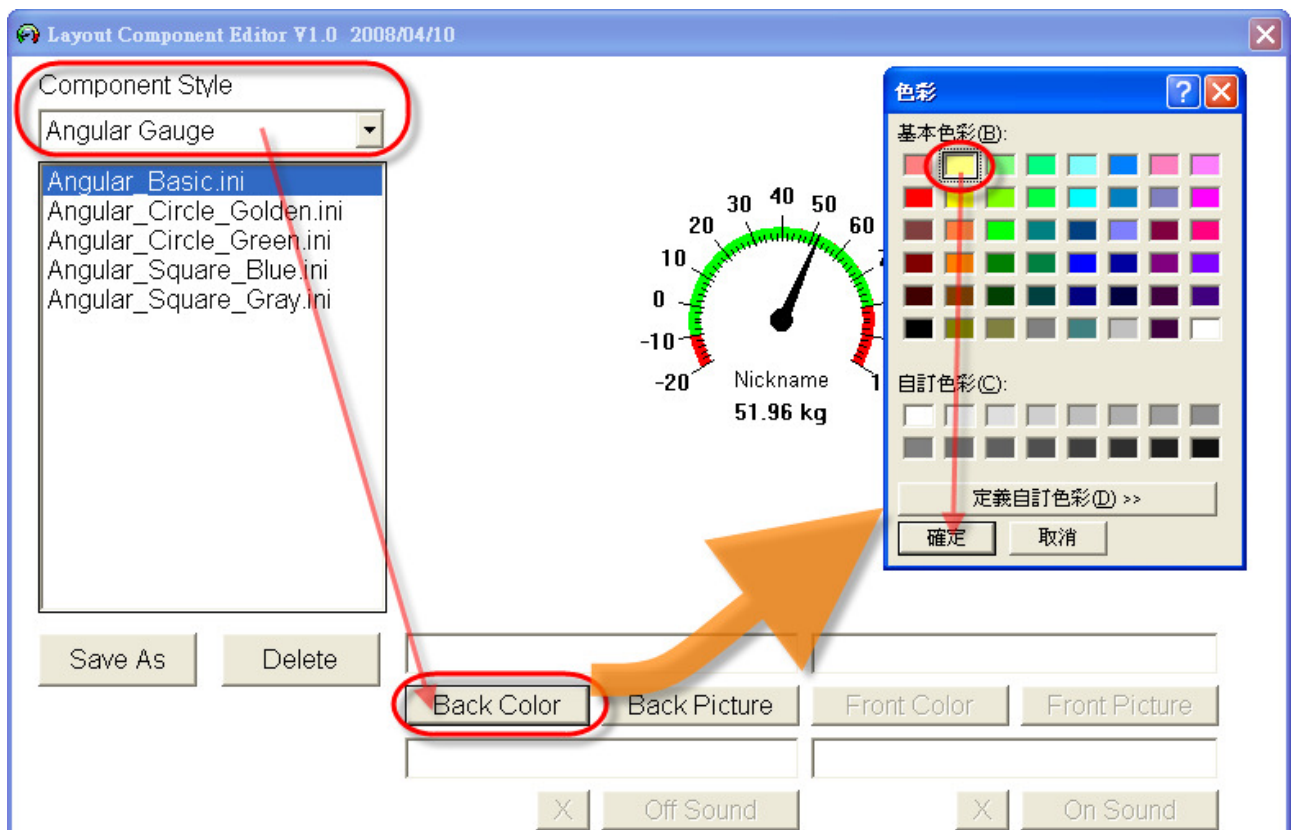 Layout Component Editor V1.0 2008/04/10
Component Style
Angular Gauge
Angular_Basic.ini
Angular_Circle_Golden.ini
Angular_Circle_Green.ini
Angular_Square_Blue.ini
Angular_Square_Gray.ini
Save As
Delete
-20
-10
0
10
20
30
40
50
60
Nickname
51.96 kg
色彩
基本色彩(B):
自訂色彩(C):
定義自訂色彩(D) >>
確定
取消
Back Color
Back Picture
Front Color
Front Picture
X
Off Sound
X
On Sound